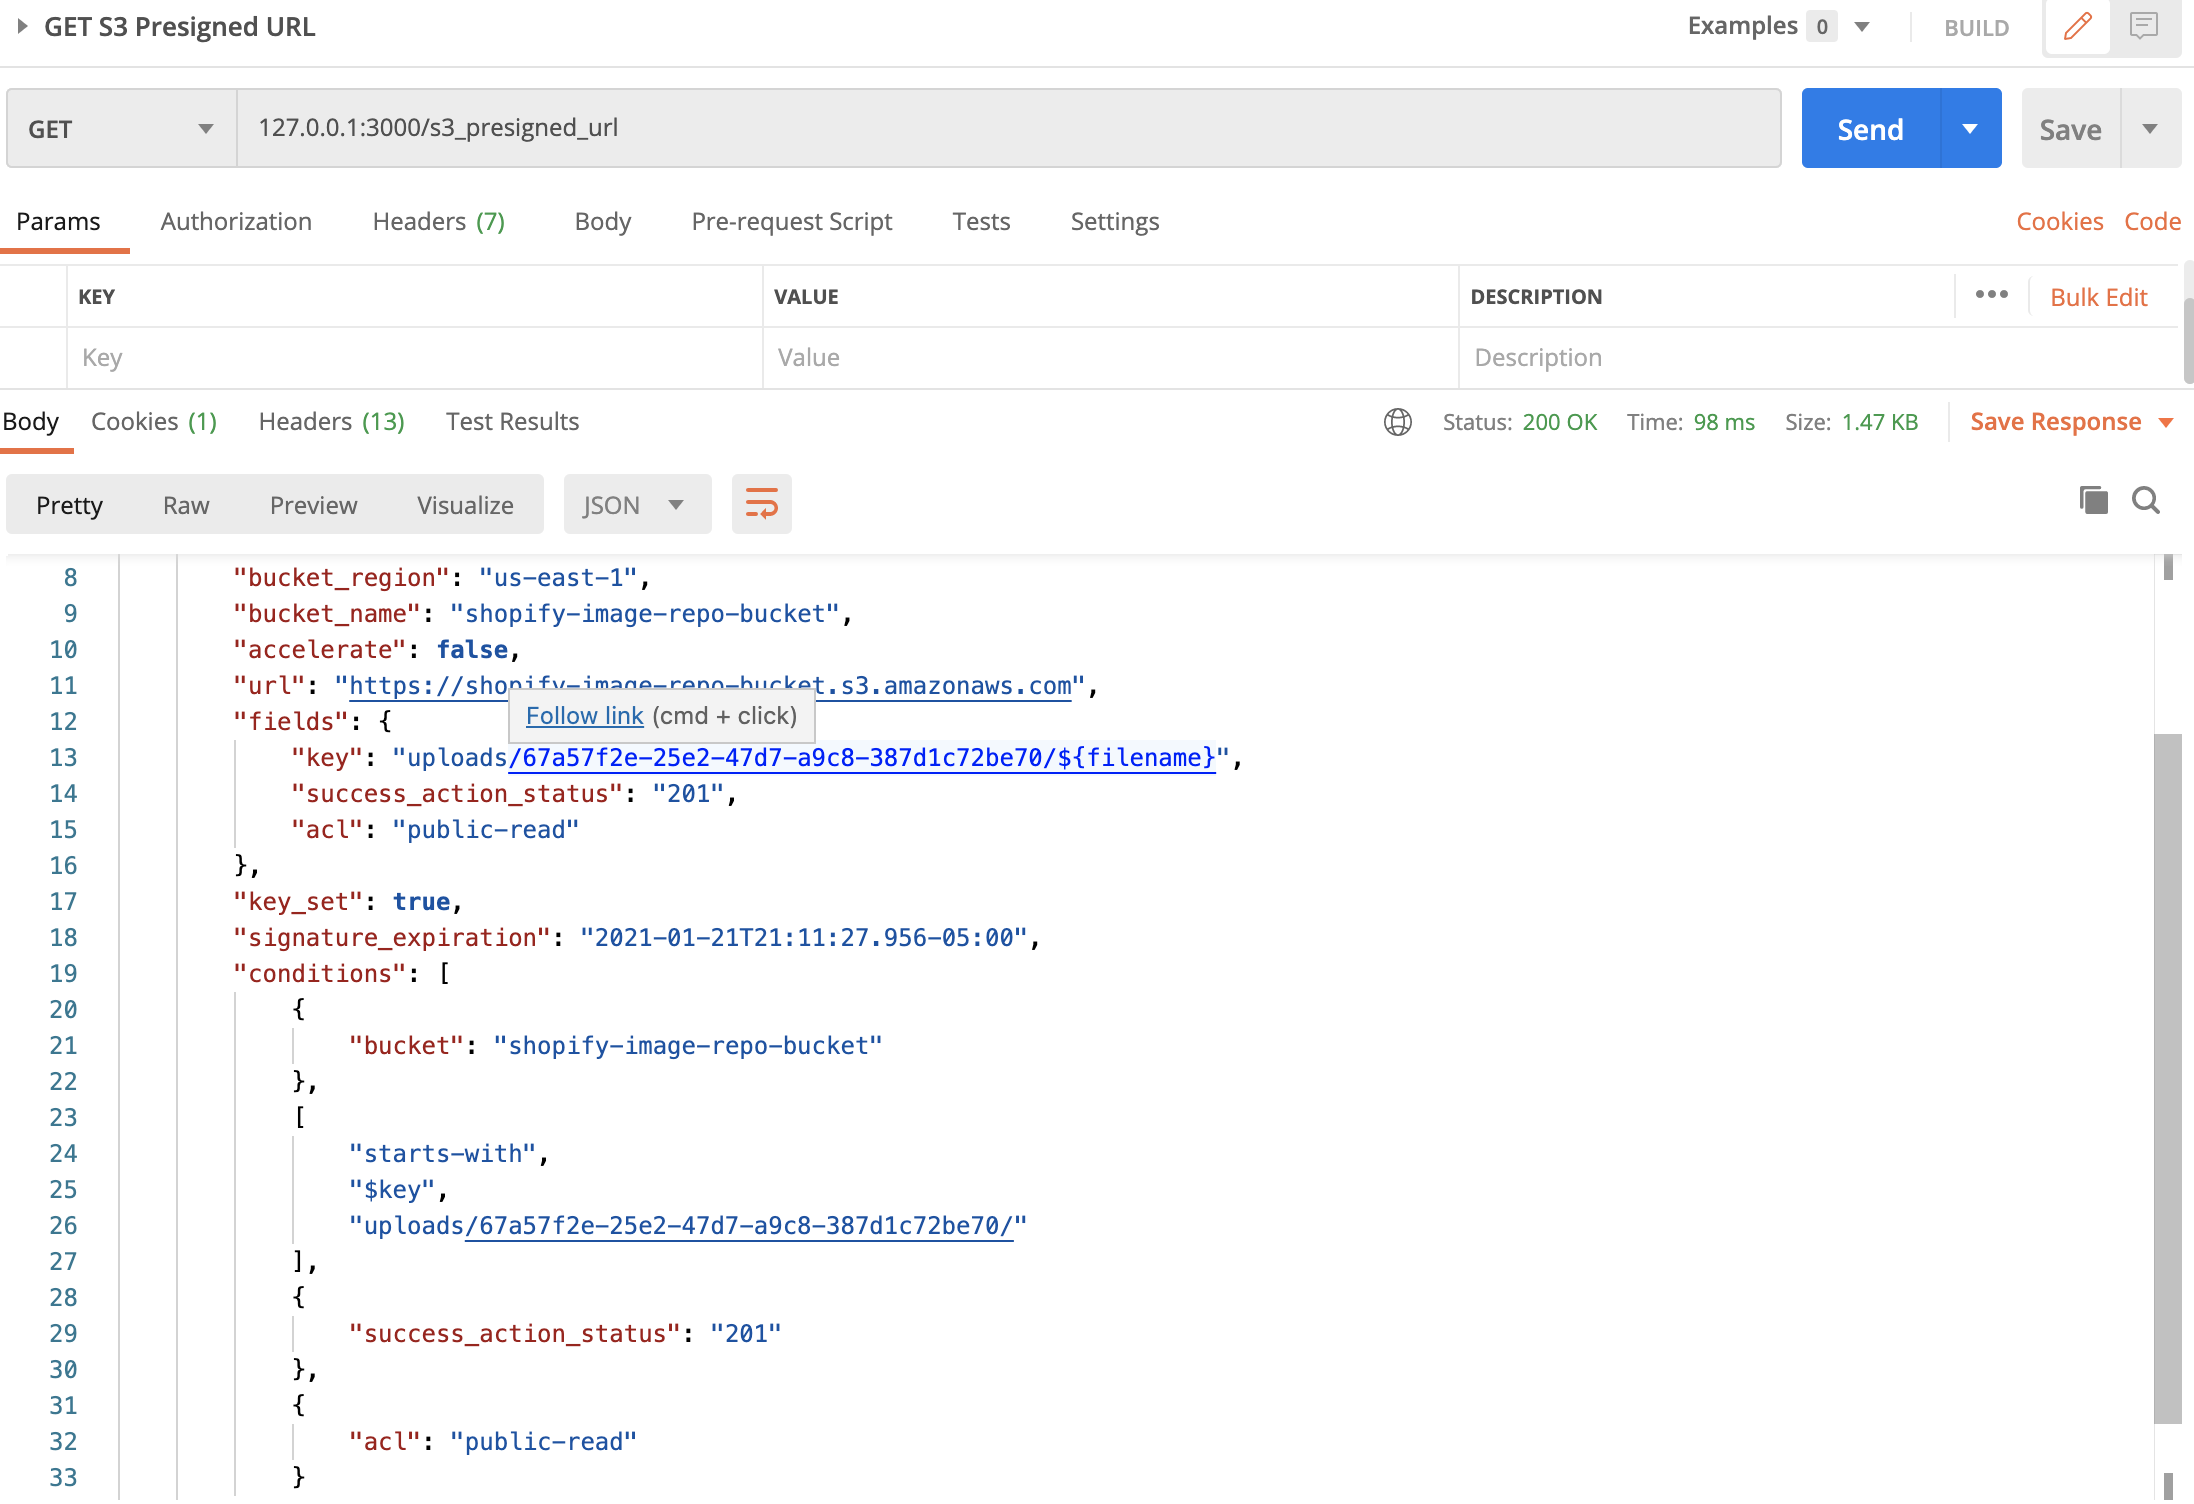 GET S3 Presigned URL
Examples 0
BUILD
GET
127.0.0.1:3000/s3_presigned_url
Send
Save
Params
Authorization
Headers (7)
Body
Pre-request Script
Tests
Settings
Cookies
Code
KEY
VALUE
DESCRIPTION
Bulk Edit
Key
Value
Description
Body
Cookies (1)
Headers (13)
Test Results
Status: 200 OK
Time: 98 ms
Size: 1.47 KB
Save Response
Pretty
Raw
Preview
Visualize
JSON
8 "bucket_region": "us-east-1",
9 "bucket_name": "shopify-image-repo-bucket",
10 "accelerate": false,
11 "url": "https://shopify-image-repo-bucket.s3.amazonaws.com",
12 "fields": {
Follow link (cmd + click)
13 "key": "uploads/67a57f2e-25e2-47d7-a9c8-387d1c72be70/${filename}",
14 "success_action_status": "201",
15 "acl": "public-read"
16 },
17 "key_set": true,
18 "signature_expiration": "2021-01-21T21:11:27.956-05:00",
19 "conditions": [
20 {
21 "bucket": "shopify-image-repo-bucket"
22 },
23 [
24 "starts-with",
25 "$key",
26 "uploads/67a57f2e-25e2-47d7-a9c8-387d1c72be70/"
27 ],
28 {
29 "success_action_status": "201"
30 },
31 {
32 "acl": "public-read"
33 }